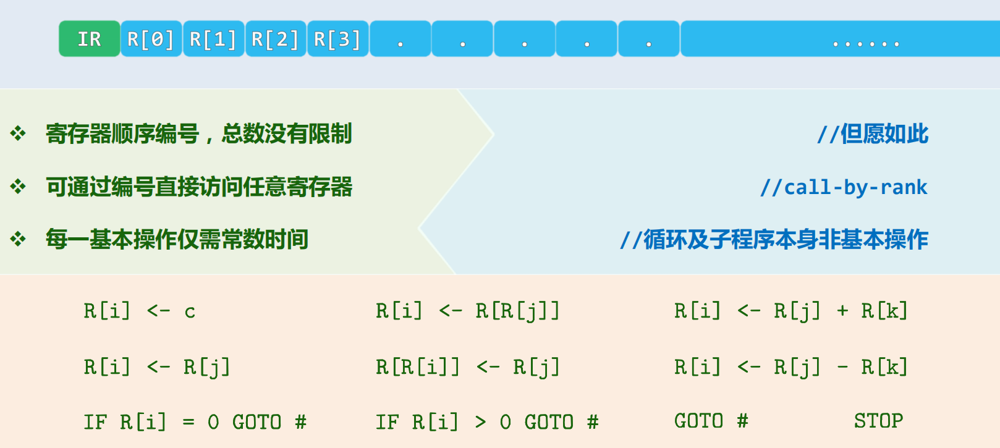 IR R[0] R[1] R[2] R[3] . . . . . ......
❖ 寄存器顺序编号，总数没有限制 //但愿如此
❖ 可通过编号直接访问任意寄存器 //call-by-rank
❖ 每一基本操作仅需常数时间 //循环及子程序本身非基本操作
R[i] <- c R[i] <- R[R[j]] R[i] <- R[j] + R[k]
R[i] <- R[j] R[R[i]] <- R[j] R[i] <- R[j] - R[k]
IF R[i] = 0 GOTO # IF R[i] > 0 GOTO # GOTO # STOP